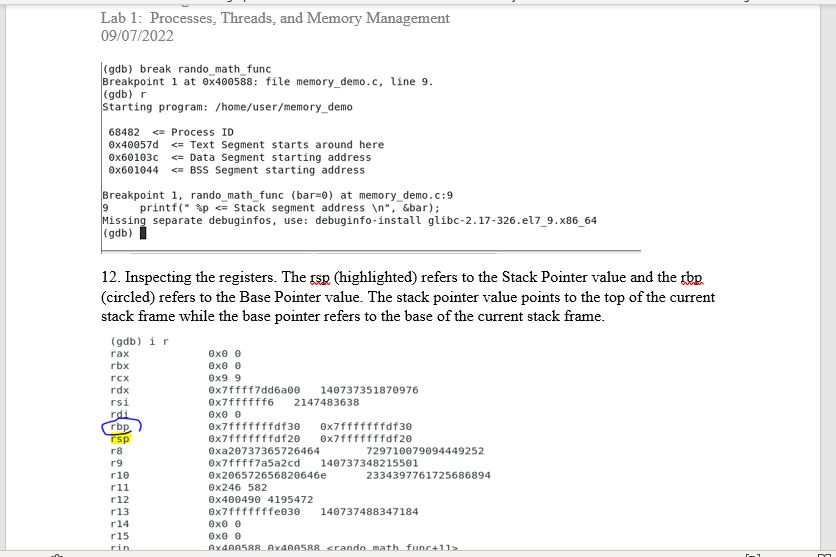 Lab 1:  Processes, Threads, and Memory Management
09/07/2022
(gdb) break rando_math_func
Breakpoint 1 at 0x400588: file memory_demo.c, line 9.
(gdb) r
Starting program: /home/user/memory_demo
68482  <= Process ID
0x40057d  <= Text Segment starts around here
0x60103c  <= Data Segment starting address
0x601044  <= BSS Segment starting address
Breakpoint 1, rando_math_func (bar=0) at memory_demo.c:9
9     printf(" %p <= Stack segment address \n", &bar);
Missing separate debuginfos, use: debuginfo-install glibc-2.17-326.el7_9.x86_64
(gdb)
12. Inspecting the registers. The rsp (highlighted) refers to the Stack Pointer value and the rbp
(circled) refers to the Base Pointer value. The stack pointer value points to the top of the current
stack frame while the base pointer refers to the base of the current stack frame.
(gdb) i r
rax 0x0 0
rbx 0x0 0
rcx 0x9 9
rdx 0x7ffff7dd6a00 140737351870976
rsi 0x7ffffff6 2147483638
rdi 0x0 0
rbp 0x7fffffffdf30 0x7fffffffdf30
rsp 0x7fffffffdf20 0x7fffffffdf20
r8 0xa20737365726464 729710079094449252
r9 0x7ffff7a5a2cd 140737348215501
r10 0x206572656820646e 2334397761725686894
r11 0x246 582
r12 0x400490 4195472
r13 0x7fffffffe030 140737488347184
r14 0x0 0
r15 0x0 0
rip 0x400588 0x400588 <rando_math_func+11>